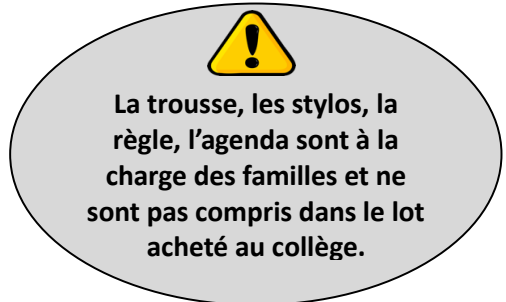 La trousse, les stylos, la
règle, l’agenda sont à la
charge des familles et ne
sont pas compris dans le lot
acheté au collège.